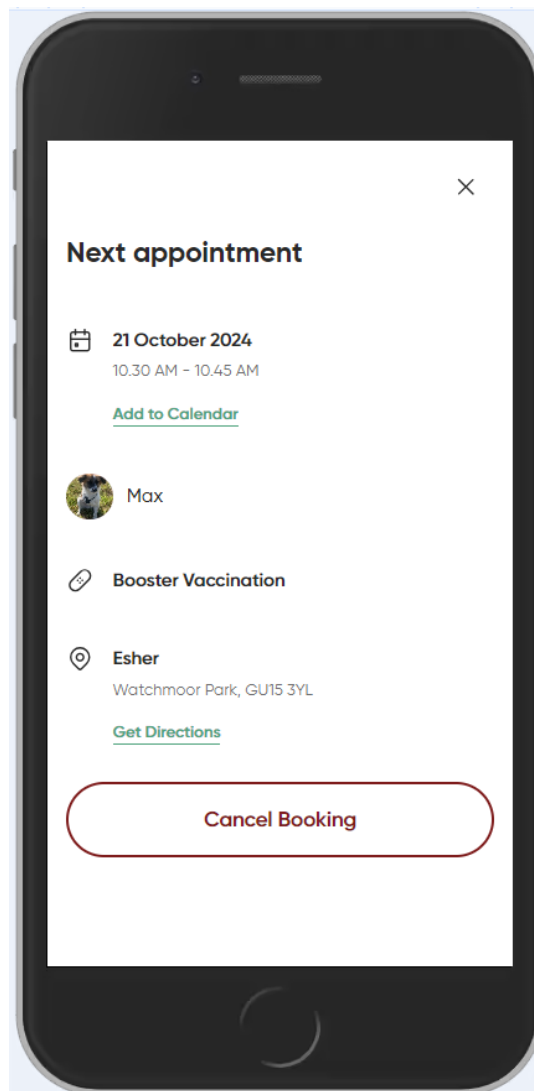 Next appointment
21 October 2024
10.30 AM - 10.45 AM
Add to Calendar
Max
Booster Vaccination
Esher
Watchmoor Park, GU15 3YL
Get Directions
Cancel Booking